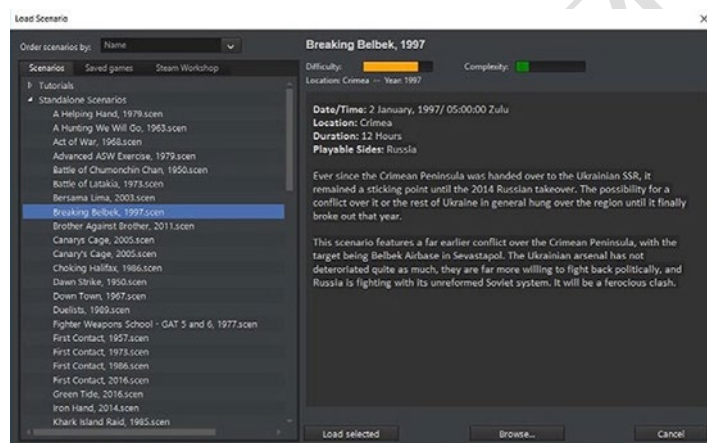 Load Scenario
Order scenarios by: Name
Scenarios Saved games Steam Workshop
Tutorials
Standalone Scenarios
A Helping Hand, 1979.scen
A Hunting We Will Go, 1963.scen
Act of War, 1968.scen
Advanced ASW Exercise, 1979.scen
Battle of Chumonchin Chan, 1950.scen
Battle of Latakia, 1973.scen
Bersama Lima, 2003.scen
Breaking Belbek, 1997.scen
Brother Against Brother, 2011.scen
Canarys Cage, 2005.scen
Canary's Cage, 2005.scen
Choking Halifax, 1986.scen
Dawn Strike, 1950.scen
Down Town, 1967.scen
Duelists, 1989.scen
Fighter Weapons School - GAT 5 and 6, 1977.scen
First Contact, 1957.scen
First Contact, 1973.scen
First Contact, 1986.scen
First Contact, 2016.scen
Green Tide, 2016.scen
Iron Hand, 2014.scen
Khark Island Raid, 1985.scen
Breaking Belbek, 1997
Difficulty: Complexity:
Location: Crimea -- Year: 1997
Date/Time: 2 January, 1997/ 05:00:00 Zulu
Location: Crimea
Duration: 12 Hours
Playable Sides: Russia
Ever since the Crimean Peninsula was handed over to the Ukrainian SSR, it
remained a sticking point until the 2014 Russian takeover. The possibility for a
conflict over it or the rest of Ukraine in general hung over the region until it finally
broke out that year.
This scenario features a far earlier conflict over the Crimean Peninsula, with the
target being Belbek Airbase in Sevastapol. The Ukrainian arsenal has not
deteroriated quite as much, they are far more willing to fight back politically, and
Russia is fighting with its unreformed Soviet system. It will be a ferocious clash.
Load selected Browse... Cancel